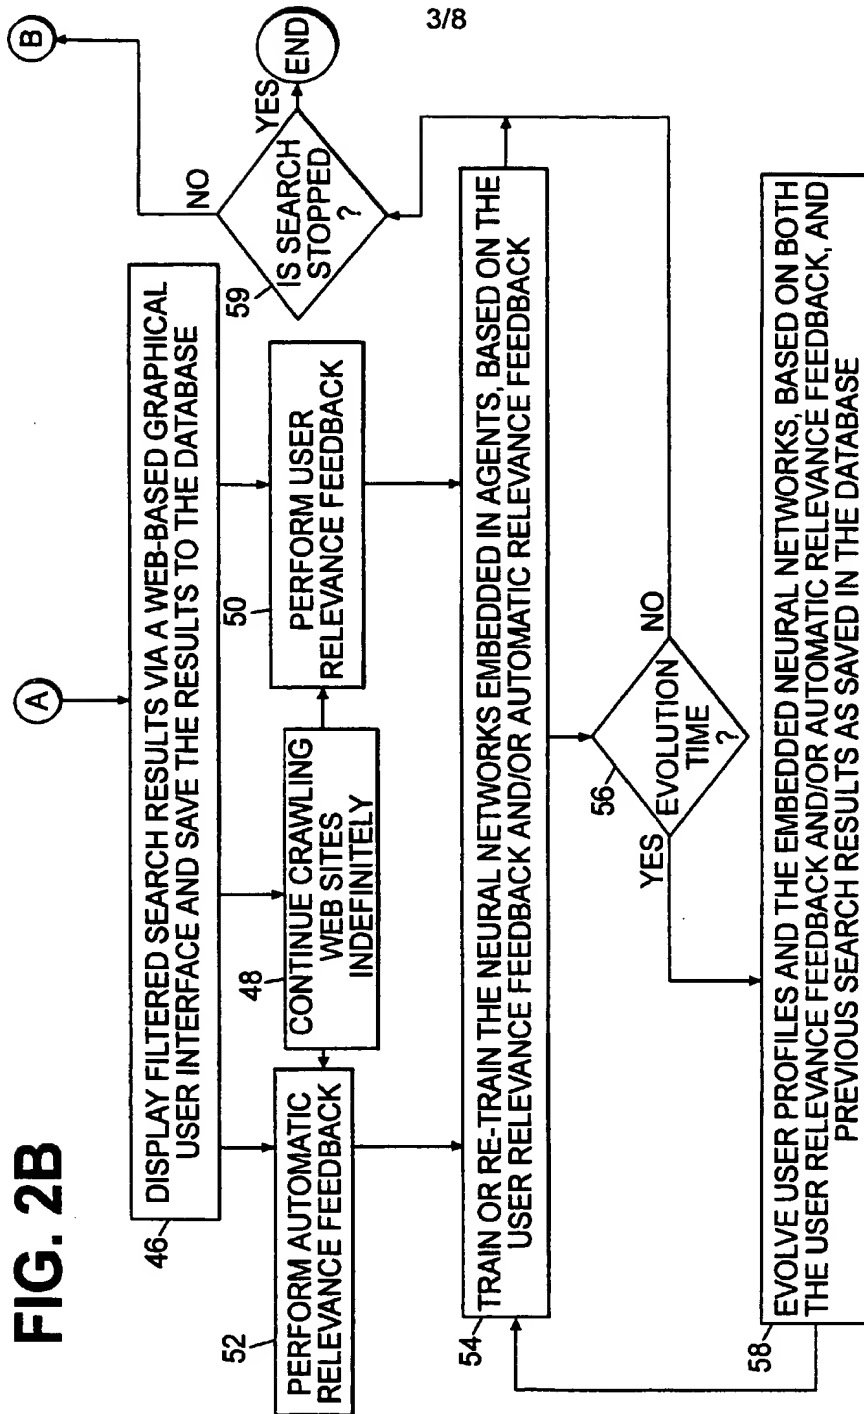 3/8
FIG. 2B
A
B
46
DISPLAY FILTERED SEARCH RESULTS VIA A WEB-BASED GRAPHICAL
USER INTERFACE AND SAVE THE RESULTS TO THE DATABASE
52
PERFORM AUTOMATIC
RELEVANCE FEEDBACK
48
CONTINUE CRAWLING
WEB SITES
INDEFINITELY
50
PERFORM USER
RELEVANCE FEEDBACK
59
IS SEARCH
STOPPED
?
NO
YES
END
54
TRAIN OR RE-TRAIN THE NEURAL NETWORKS EMBEDDED IN AGENTS, BASED ON THE
USER RELEVANCE FEEDBACK AND/OR AUTOMATIC RELEVANCE FEEDBACK
56
EVOLUTION
TIME
?
YES
NO
58
EVOLVE USER PROFILES AND THE EMBEDDED NEURAL NETWORKS, BASED ON BOTH
THE USER RELEVANCE FEEDBACK AND/OR AUTOMATIC RELEVANCE FEEDBACK, AND
PREVIOUS SEARCH RESULTS AS SAVED IN THE DATABASE